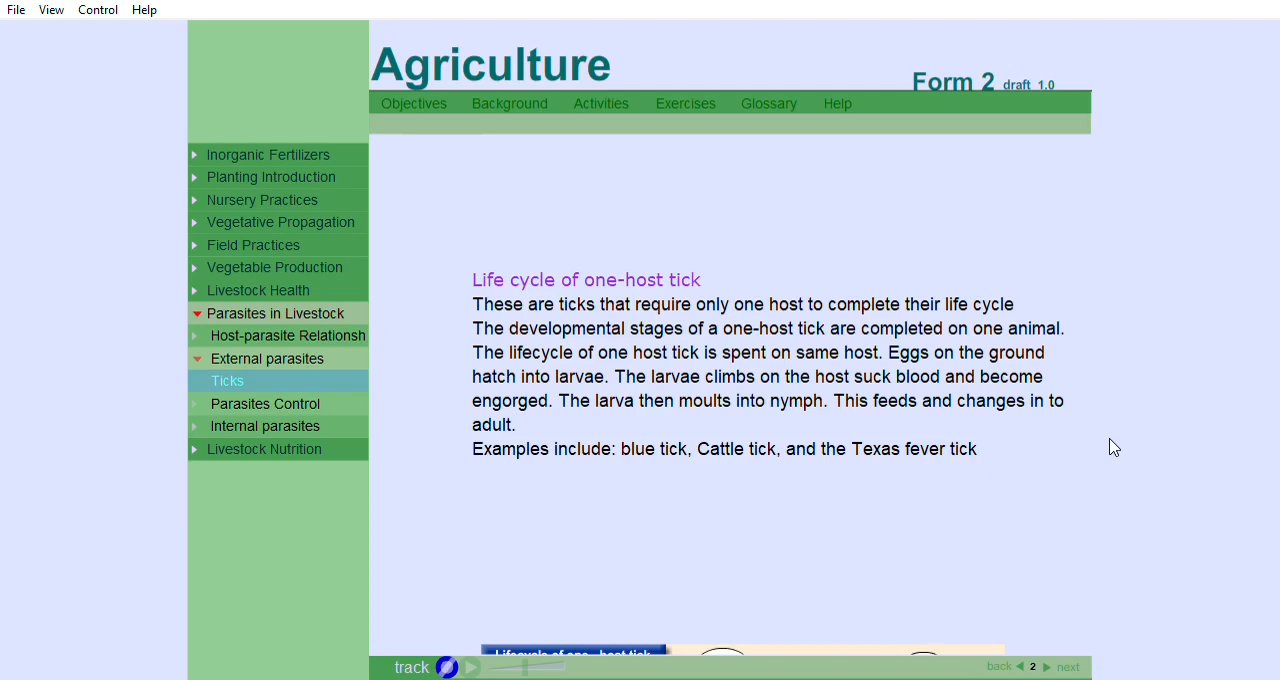 File View Control Help
Agriculture
Form 2 draft 1.0
Objectives Background Activities Exercises Glossary Help
Inorganic Fertilizers
Planting Introduction
Nursery Practices
Vegetative Propagation
Field Practices
Vegetable Production
Livestock Health
Parasites in Livestock
Host-parasite Relationsh
External parasites
Ticks
Parasites Control
Internal parasites
Livestock Nutrition
Life cycle of one-host tick
These are ticks that require only one host to complete their life cycle
The developmental stages of a one-host tick are completed on one animal.
The lifecycle of one host tick is spent on same host. Eggs on the ground
hatch into larvae. The larvae climbs on the host suck blood and become
engorged. The larva then moults into nymph. This feeds and changes in to
adult.
Examples include: blue tick, Cattle tick, and the Texas fever tick
Lifecycle of one - host tick
track
back 2 next